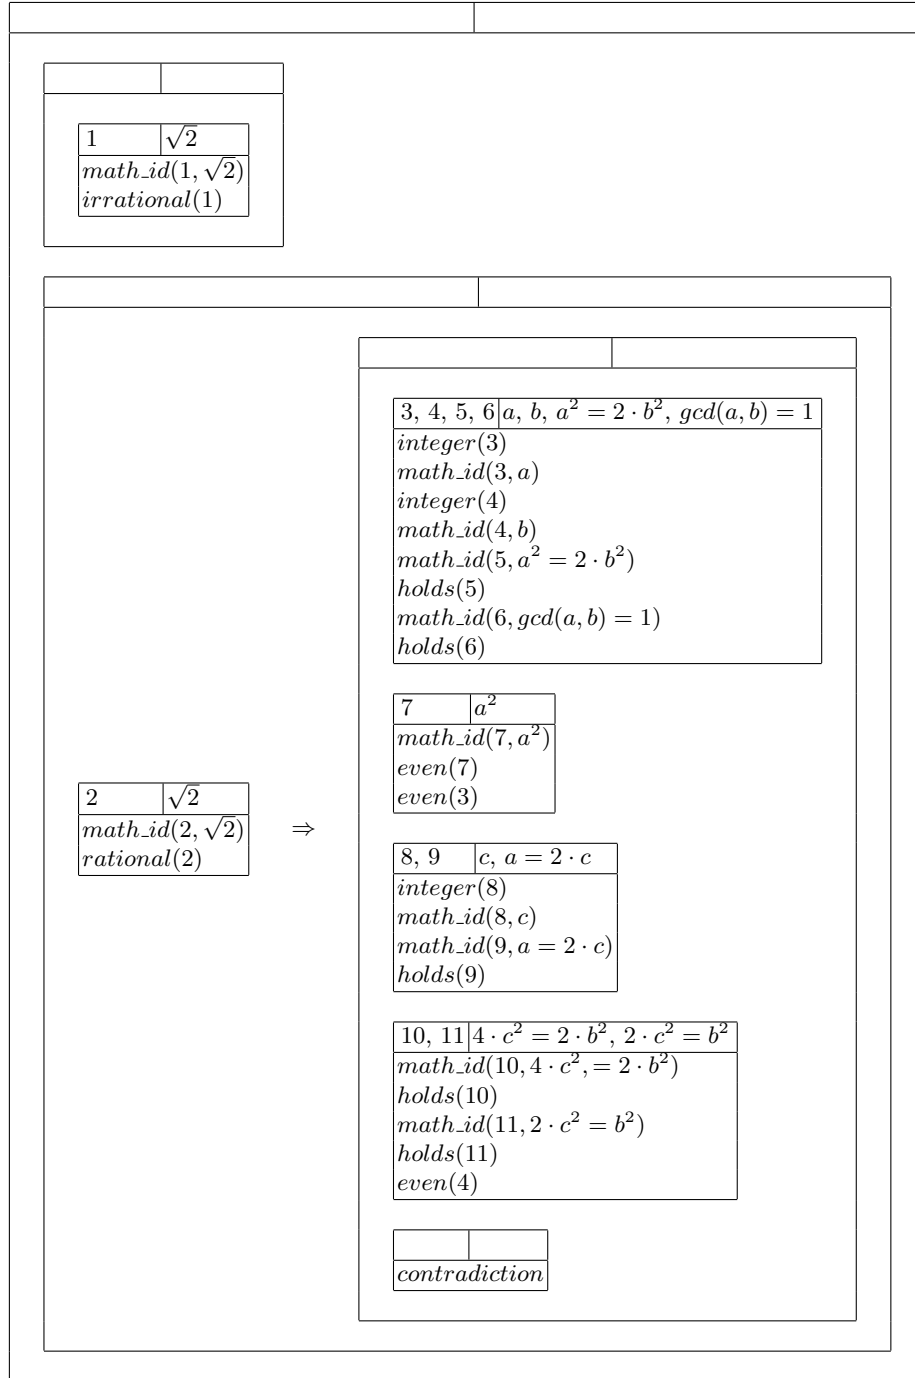 1 √2
math_id(1, √2)
irrational(1)
3, 4, 5, 6 a, b, a² = 2 · b², gcd(a, b) = 1
integer(3)
math_id(3, a)
integer(4)
math_id(4, b)
math_id(5, a² = 2 · b²)
holds(5)
math_id(6, gcd(a, b) = 1)
holds(6)
7 a²
math_id(7, a²)
even(7)
even(3)
2 √2
math_id(2, √2)
rational(2)
⇒
8, 9 c, a = 2 · c
integer(8)
math_id(8, c)
math_id(9, a = 2 · c)
holds(9)
10, 11 4 · c² = 2 · b², 2 · c² = b²
math_id(10, 4 · c², = 2 · b²)
holds(10)
math_id(11, 2 · c² = b²)
holds(11)
even(4)
contradiction